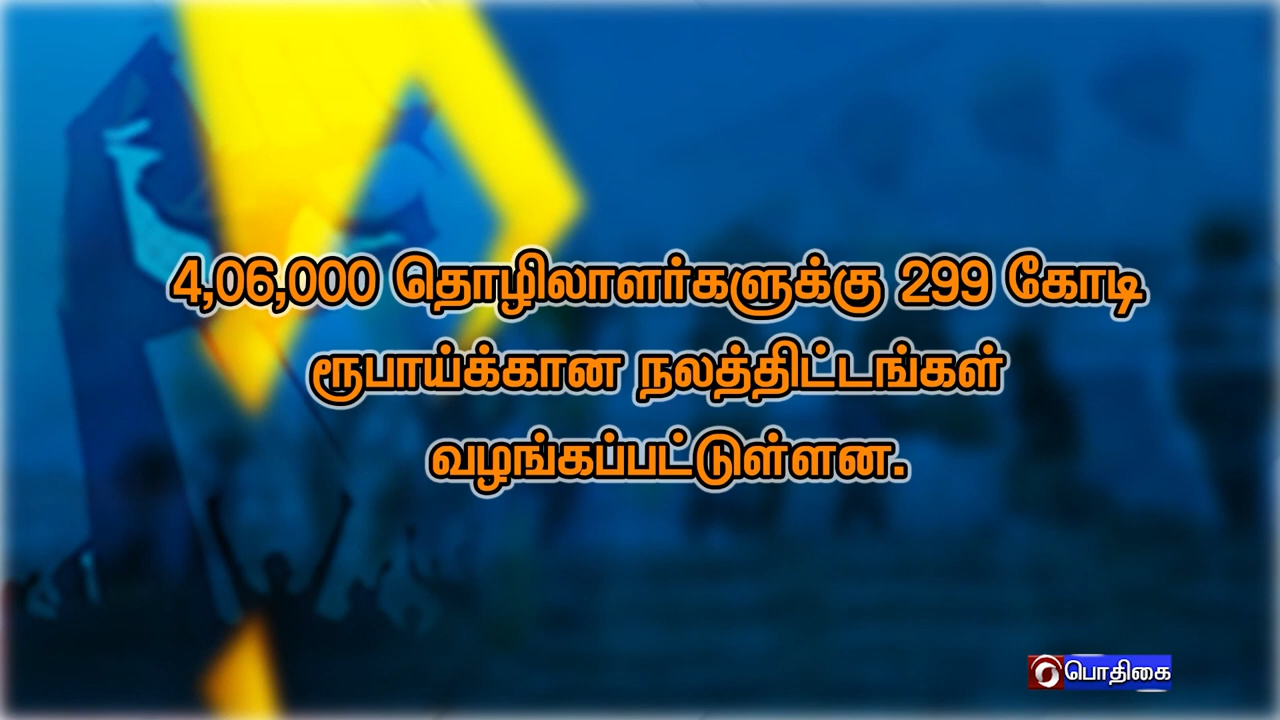 4,06,000 தொழிலாளர்களுக்கு 299 கோடி
ரூபாய்க்கான நலத்திட்டங்கள்
வழங்கப்பட்டுள்ளன.
பொதிகை